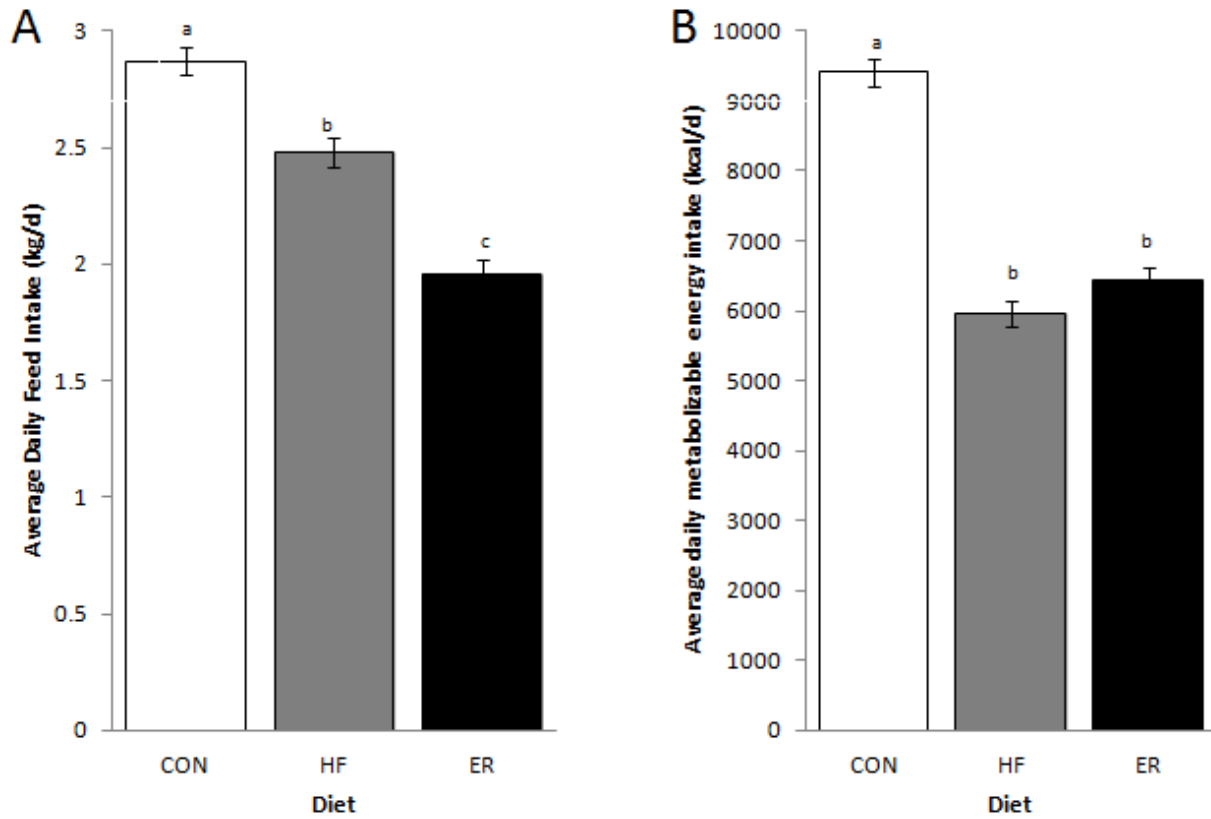 A
Average Daily Feed Intake (kg/d)
3
2.5
2
1.5
1
0.5
0
a
b
c
CON HF ER
Diet
B
Average daily metabolizable energy intake (kcal/d)
10000
9000
8000
7000
6000
5000
4000
3000
2000
1000
0
a
b
b
CON HF ER
Diet